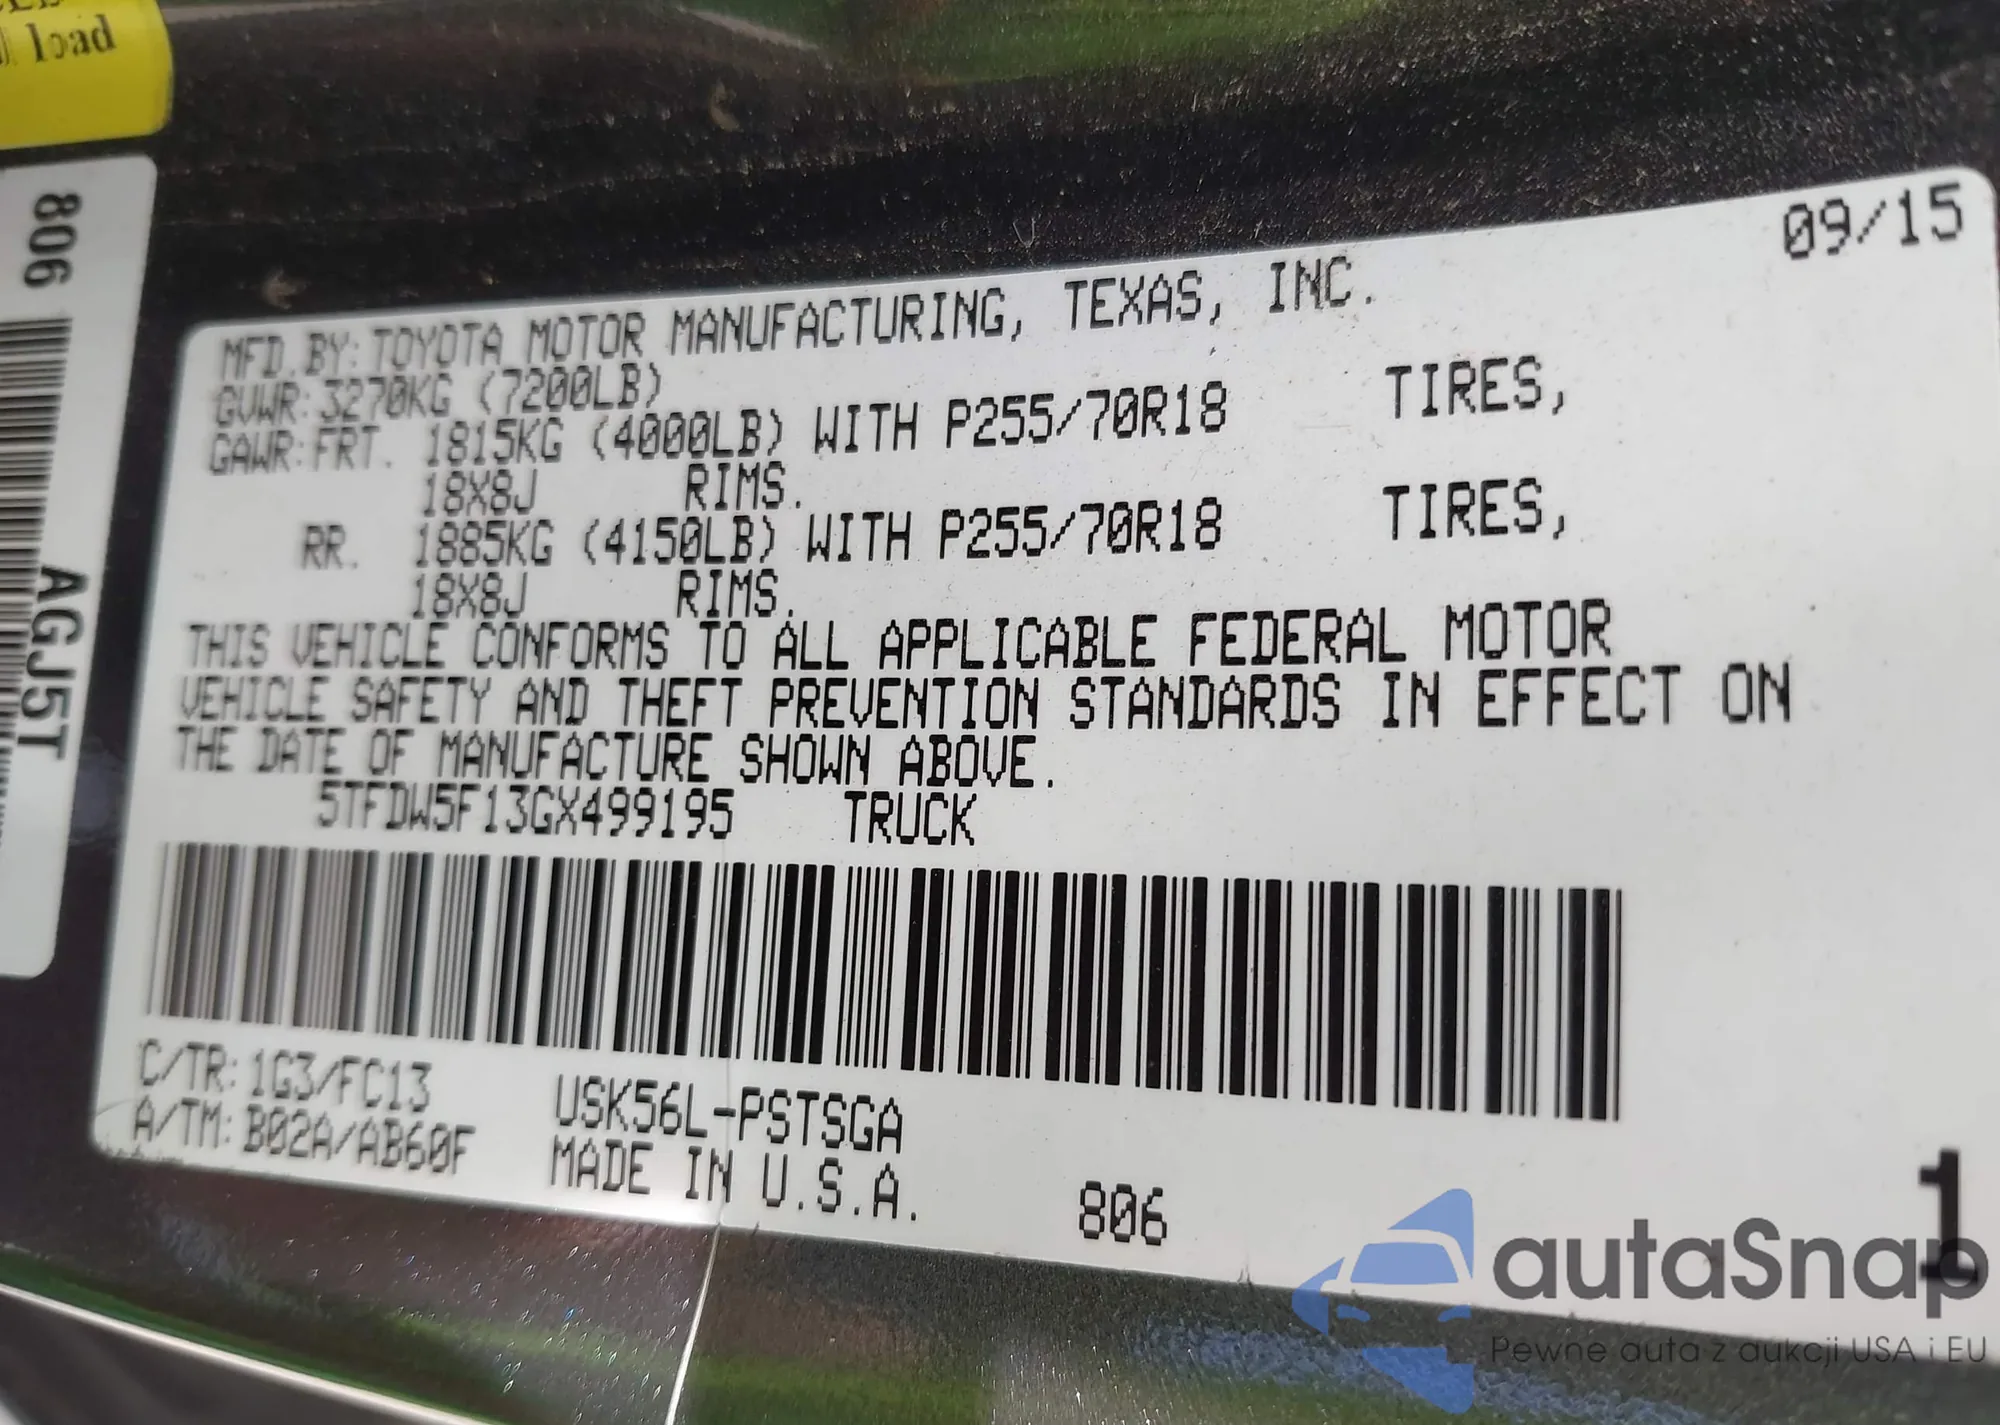 load
806
AGJ5T
09/15
MFD.BY:TOYOTA MOTOR MANUFACTURING, TEXAS, INC.
GVWR:3270KG (7200LB)
GAWR:FRT. 1815KG (4000LB) WITH P255/70R18 TIRES,
18X8J RIMS.
RR. 1885KG (4150LB) WITH P255/70R18 TIRES,
18X8J RIMS.
THIS VEHICLE CONFORMS TO ALL APPLICABLE FEDERAL MOTOR
VEHICLE SAFETY AND THEFT PREVENTION STANDARDS IN EFFECT ON
THE DATE OF MANUFACTURE SHOWN ABOVE.
5TFDW5F13GX499195 TRUCK
C/TR:1G3/FC13
A/TM:B02A/AB60F
USK56L-PSTSGA
MADE IN U.S.A.
806
1
autaSnap
Pewne auta z aukcji USA i EU